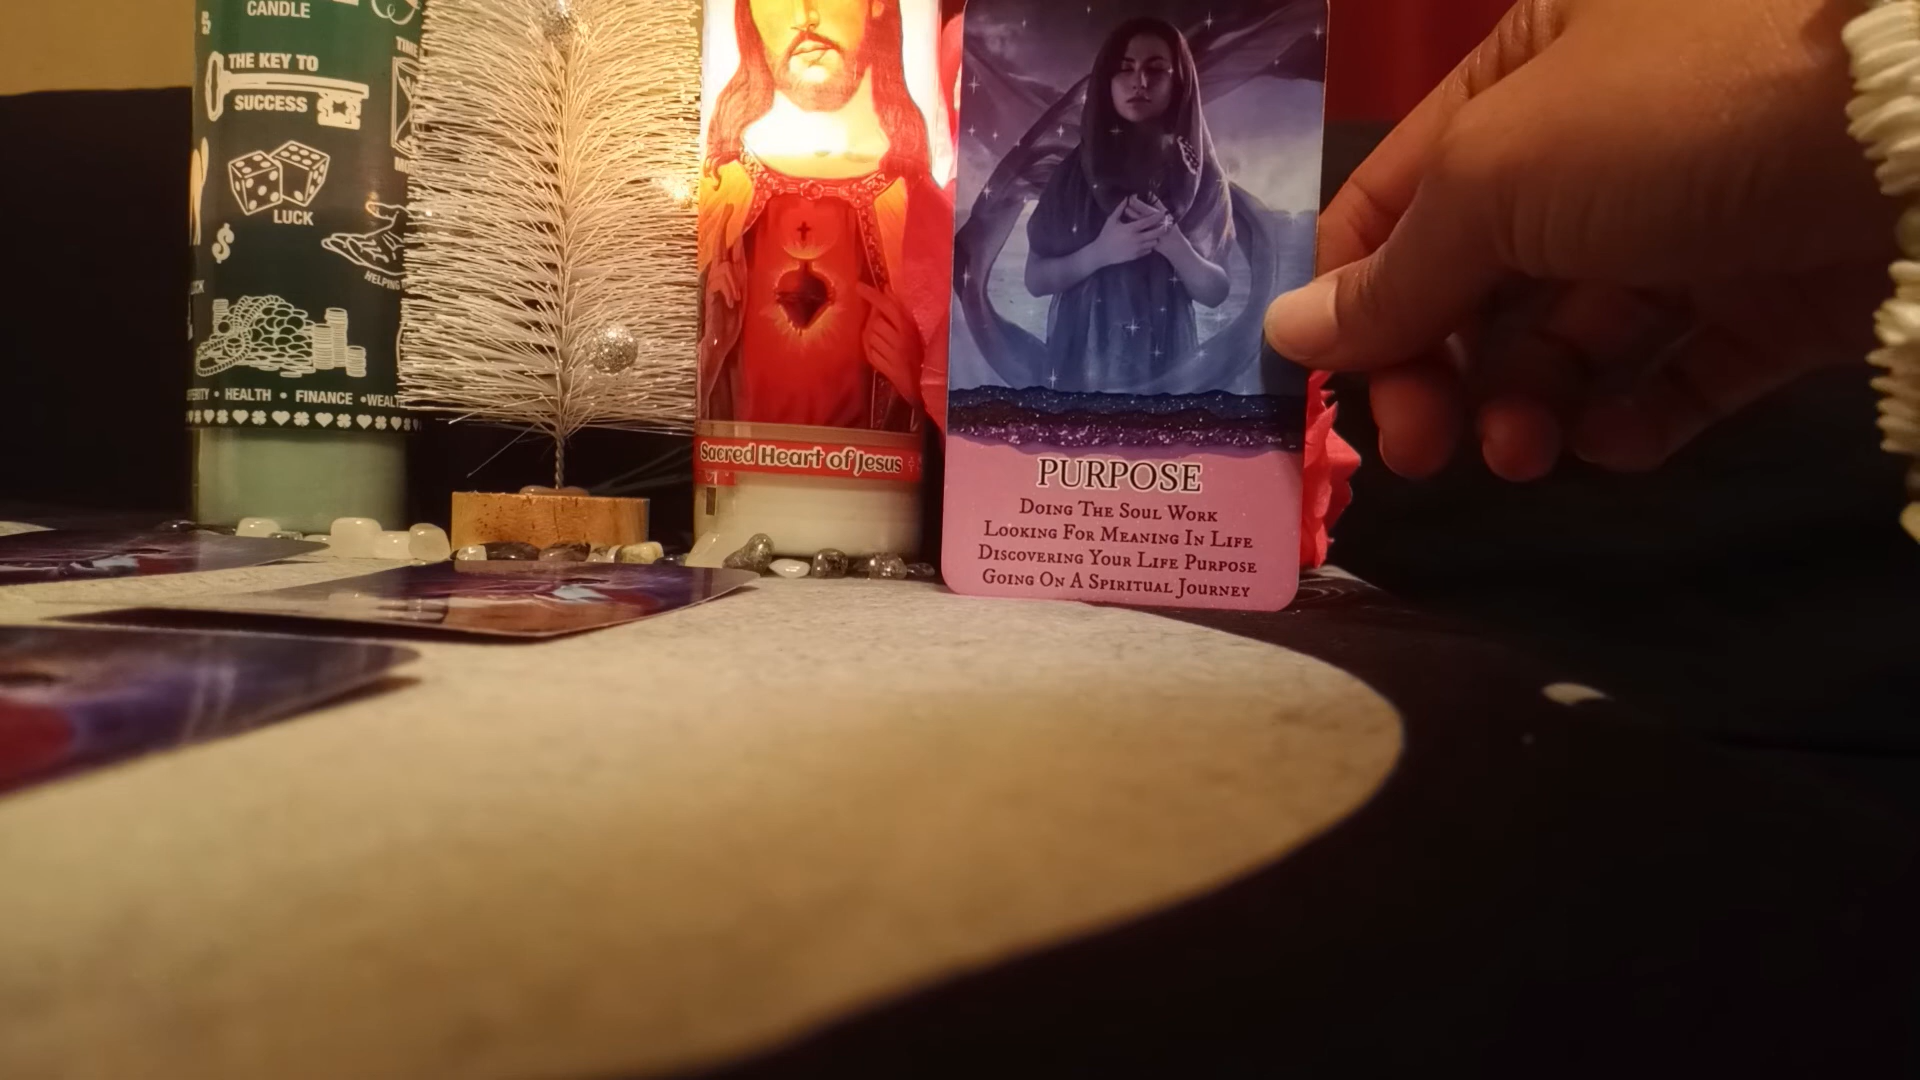 CANDLE
THE KEY TO
SUCCESS
LUCK
$
HELPING
HEALTH • FINANCE •WEALT
Sacred Heart of Jesus
PURPOSE
DOING THE SOUL WORK
LOOKING FOR MEANING IN LIFE
DISCOVERING YOUR LIFE PURPOSE
GOING ON A SPIRITUAL JOURNEY